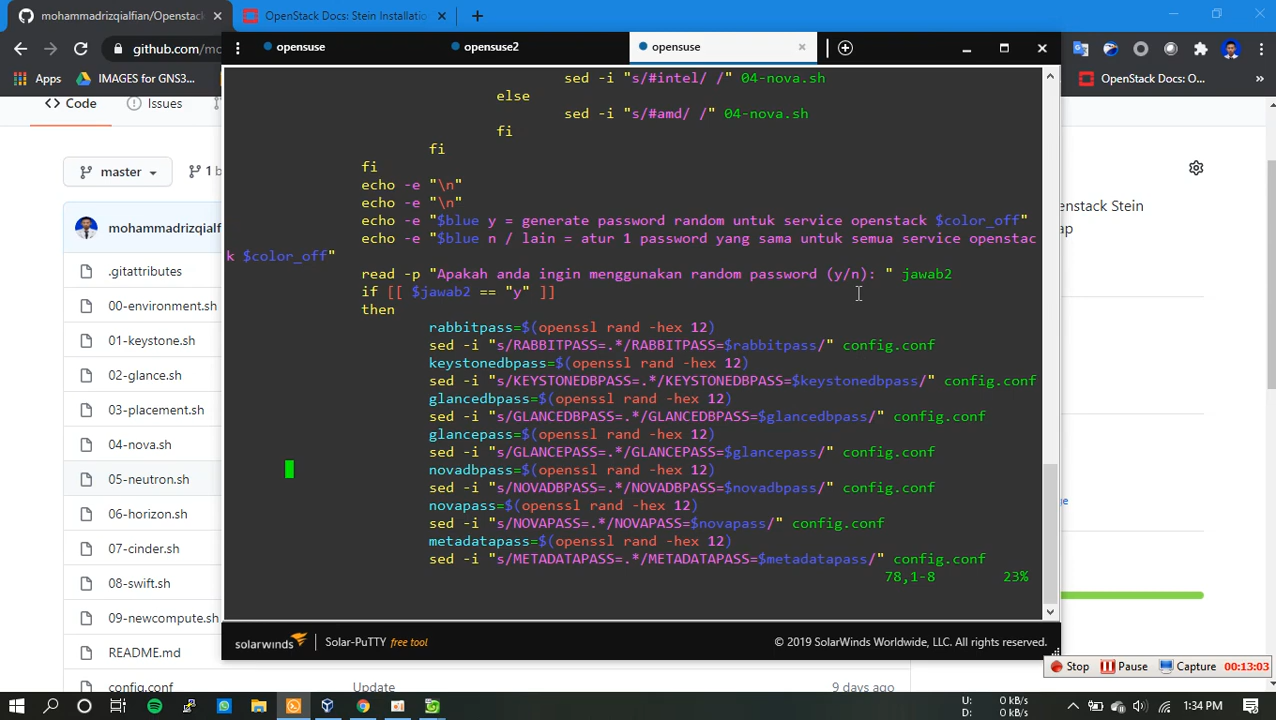 mohammadrizqialfian/Openstack
OpenStack Docs: Stein Installatio
github.com/mo
Apps
IMAGES for GNS3...
OpenStack Docs: O...
»
Code
Issues
master
1 b
mohammadrizqialf
.gitattributes
00-environment.sh
01-keystone.sh
02-glance.sh
03-placement.sh
04-nova.sh
05-neutron.sh
06-horizon.sh
07-cinder.sh
08-swift.sh
09-newcompute.sh
README.md
config.conf
Update
9 days ago
enstack Stein
ap
ge
opensuse
opensuse2
opensuse
sed -i "s/#intel/ /" 04-nova.sh
else
sed -i "s/#amd/ /" 04-nova.sh
fi
fi
fi
echo -e "\n"
echo -e "\n"
echo -e "$blue y = generate password random untuk service openstack $color_off"
echo -e "$blue n / lain = atur 1 password yang sama untuk semua service openstac
k $color_off"
read -p "Apakah anda ingin menggunakan random password (y/n): " jawab2
if [[ $jawab2 == "y" ]]
then
rabbitpass=$(openssl rand -hex 12)
sed -i "s/RABBITPASS=.*/RABBITPASS=$rabbitpass/" config.conf
keystonedbpass=$(openssl rand -hex 12)
sed -i "s/KEYSTONEDBPASS=.*/KEYSTONEDBPASS=$keystonedbpass/" config.conf
glancedbpass=$(openssl rand -hex 12)
sed -i "s/GLANCEDBPASS=.*/GLANCEDBPASS=$glancedbpass/" config.conf
glancepass=$(openssl rand -hex 12)
sed -i "s/GLANCEPASS=.*/GLANCEPASS=$glancepass/" config.conf
novadbpass=$(openssl rand -hex 12)
sed -i "s/NOVADBPASS=.*/NOVADBPASS=$novadbpass/" config.conf
novapass=$(openssl rand -hex 12)
sed -i "s/NOVAPASS=.*/NOVAPASS=$novapass/" config.conf
metadatapass=$(openssl rand -hex 12)
sed -i "s/METADATAPASS=.*/METADATAPASS=$metadatapass/" config.conf
78,1-8 23%
solarwinds Solar-PuTTY free tool © 2019 SolarWinds Worldwide, LLC. All rights reserved.
Stop Pause Capture 00:13:03
U: 0 kB/s
D: 0 kB/s
1:34 PM